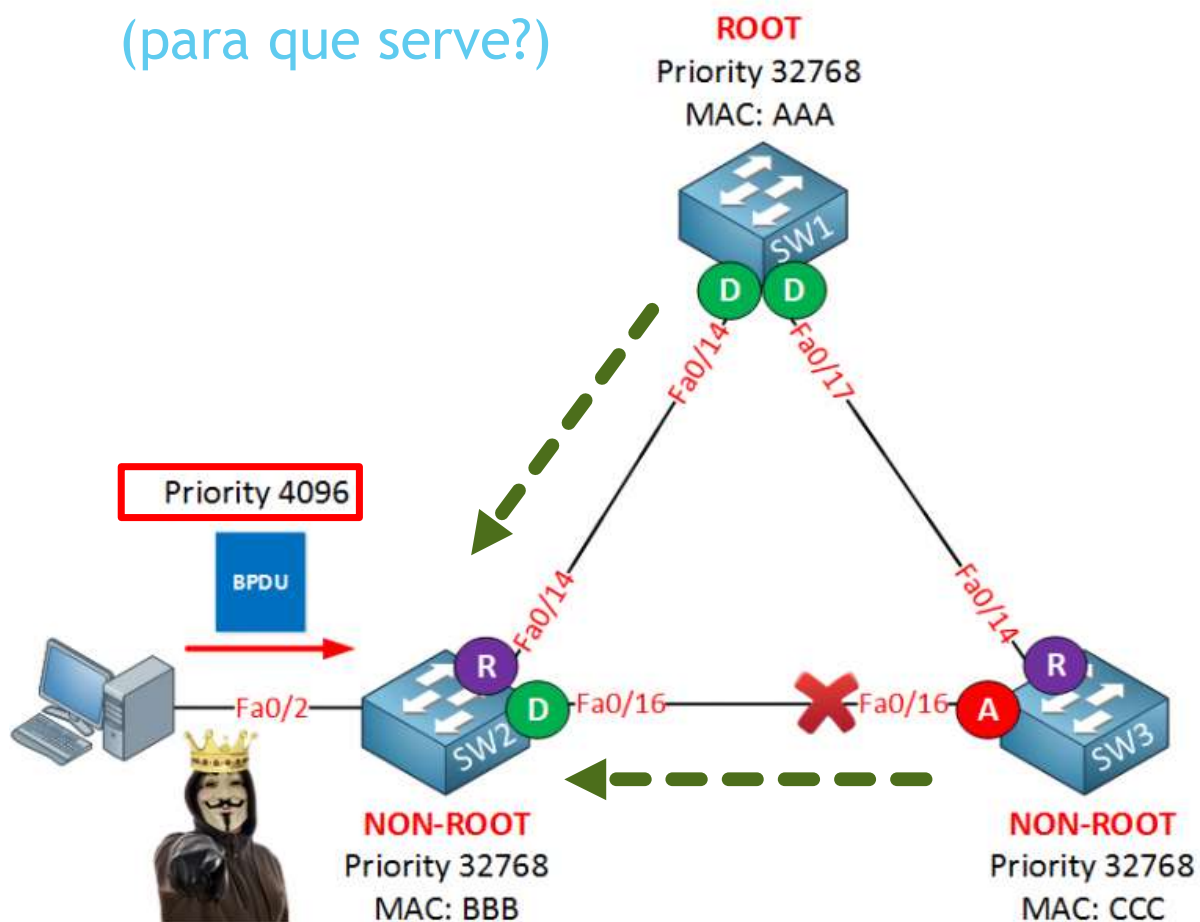 (para que serve?)
ROOT
Priority 32768
MAC: AAA
SW1
D
D
Fa0/14
Fa0/17
Priority 4096
BPDU
Fa0/14
Fa0/14
R
R
Fa0/2
D
Fa0/16
Fa0/16
A
SW2
SW3
NON-ROOT
Priority 32768
MAC: BBB
NON-ROOT
Priority 32768
MAC: CCC